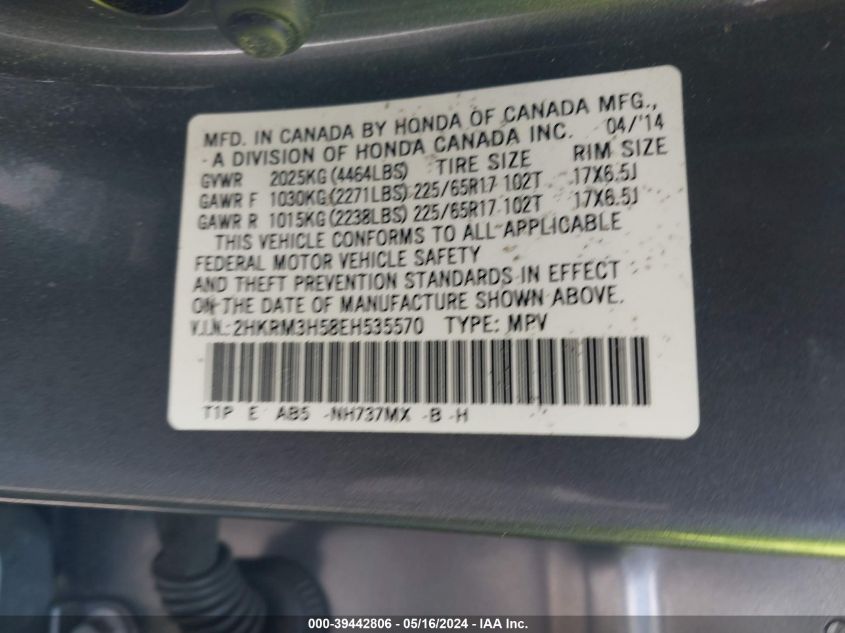 MFD. IN CANADA BY HONDA OF CANADA MFG.,
A DIVISION OF HONDA CANADA INC. 04/'14
GVWR 2025KG (4464LBS) TIRE SIZE RIM SIZE
GAWR F 1030KG (2271LBS) 225/65R17 102T 17X6.5J
GAWR R 1015KG (2238LBS) 225/65R17 102T 17X6.5J
THIS VEHICLE CONFORMS TO ALL APPLICABLE
FEDERAL MOTOR VEHICLE SAFETY
AND THEFT PREVENTION STANDARDS IN EFFECT
ON THE DATE OF MANUFACTURE SHOWN ABOVE.
V.I.N.: 2HKRM3H58EH535570 TYPE: MPV
T1P E AB5 -NH737MX -B -H
000-39442806 - 05/16/2024 - IAA Inc.